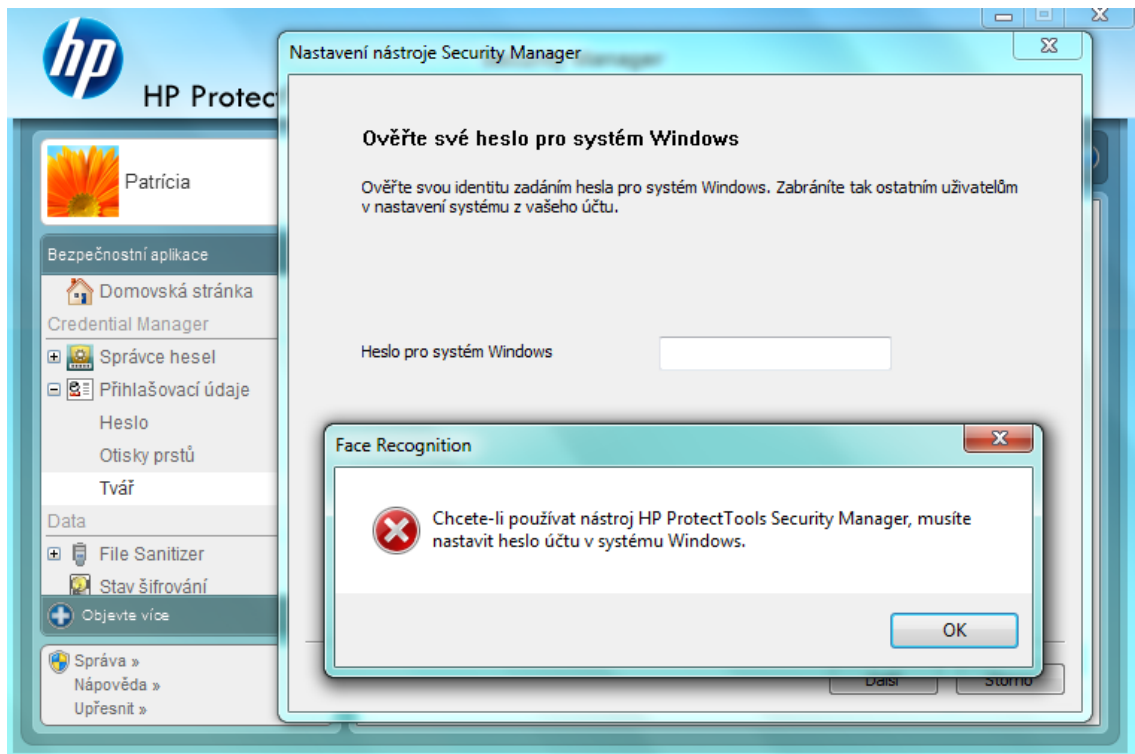 hp
HP Protec
Patrícia
Bezpečnostní aplikace
Domovská stránka
Credential Manager
Správce hesel
Přihlašovací údaje
Heslo
Otisky prstů
Tvář
Data
File Sanitizer
Stav šifrování
Objevte více
Správa »
Nápověda »
Upřesnit »
Nastavení nástroje Security Manager
Ověřte své heslo pro systém Windows
Ověřte svou identitu zadáním hesla pro systém Windows. Zabráníte tak ostatním uživatelům
v nastavení systému z vašeho účtu.
Heslo pro systém Windows
Face Recognition
Chcete-li používat nástroj HP ProtectTools Security Manager, musíte
nastavit heslo účtu v systému Windows.
OK
Další
Storno